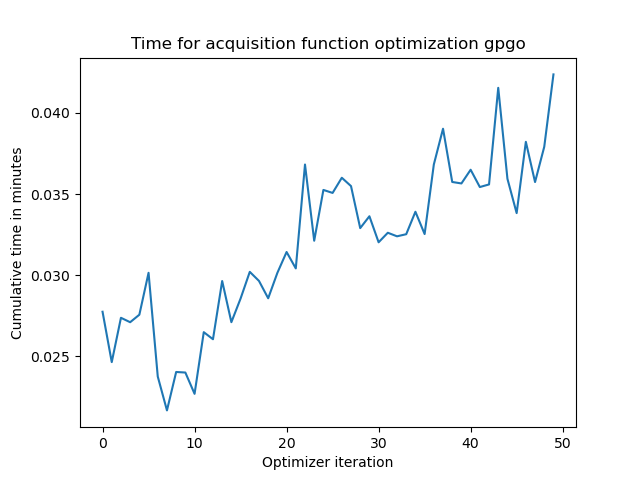 Time for acquisition function optimization gpgo
Cumulative time in minutes
0.040
0.035
0.030
0.025
0 10 20 30 40 50
Optimizer iteration